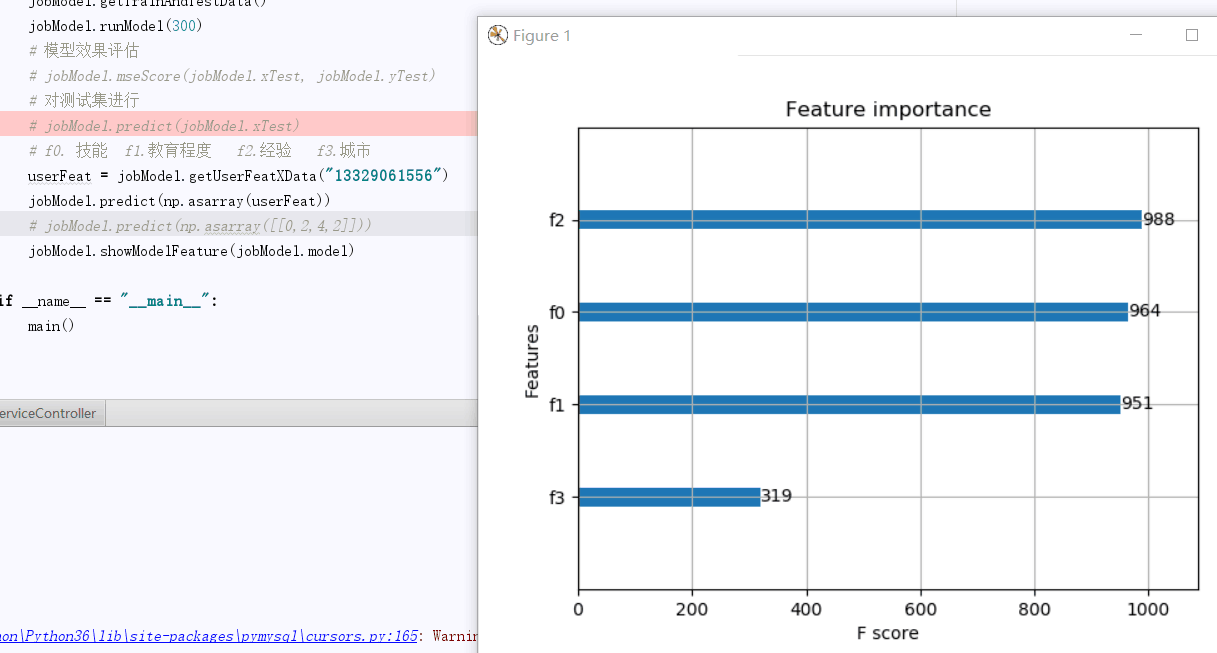 jobModel.getTrainAndTestData()
jobModel.runModel(300)
# 模型效果评估
# jobModel.mseScore(jobModel.xTest, jobModel.yTest)
# 对测试集进行
# jobModel.predict(jobModel.xTest)
# f0. 技能 f1.教育程度 f2.经验 f3.城市
userFeat = jobModel.getUserFeatXData("13329061556")
jobModel.predict(np.asarray(userFeat))
# jobModel.predict(np.asarray([[0,2,4,2]]))
jobModel.showModelFeature(jobModel.model)
if __name__ == "__main__":
main()
erviceController
on\Python36\lib\site-packages\pymysql\cursors.py:165: Warnin
Figure 1
Feature importance
f2
988
f0
964
f1
951
f3
319
Features
0 200 400 600 800 1000
F score